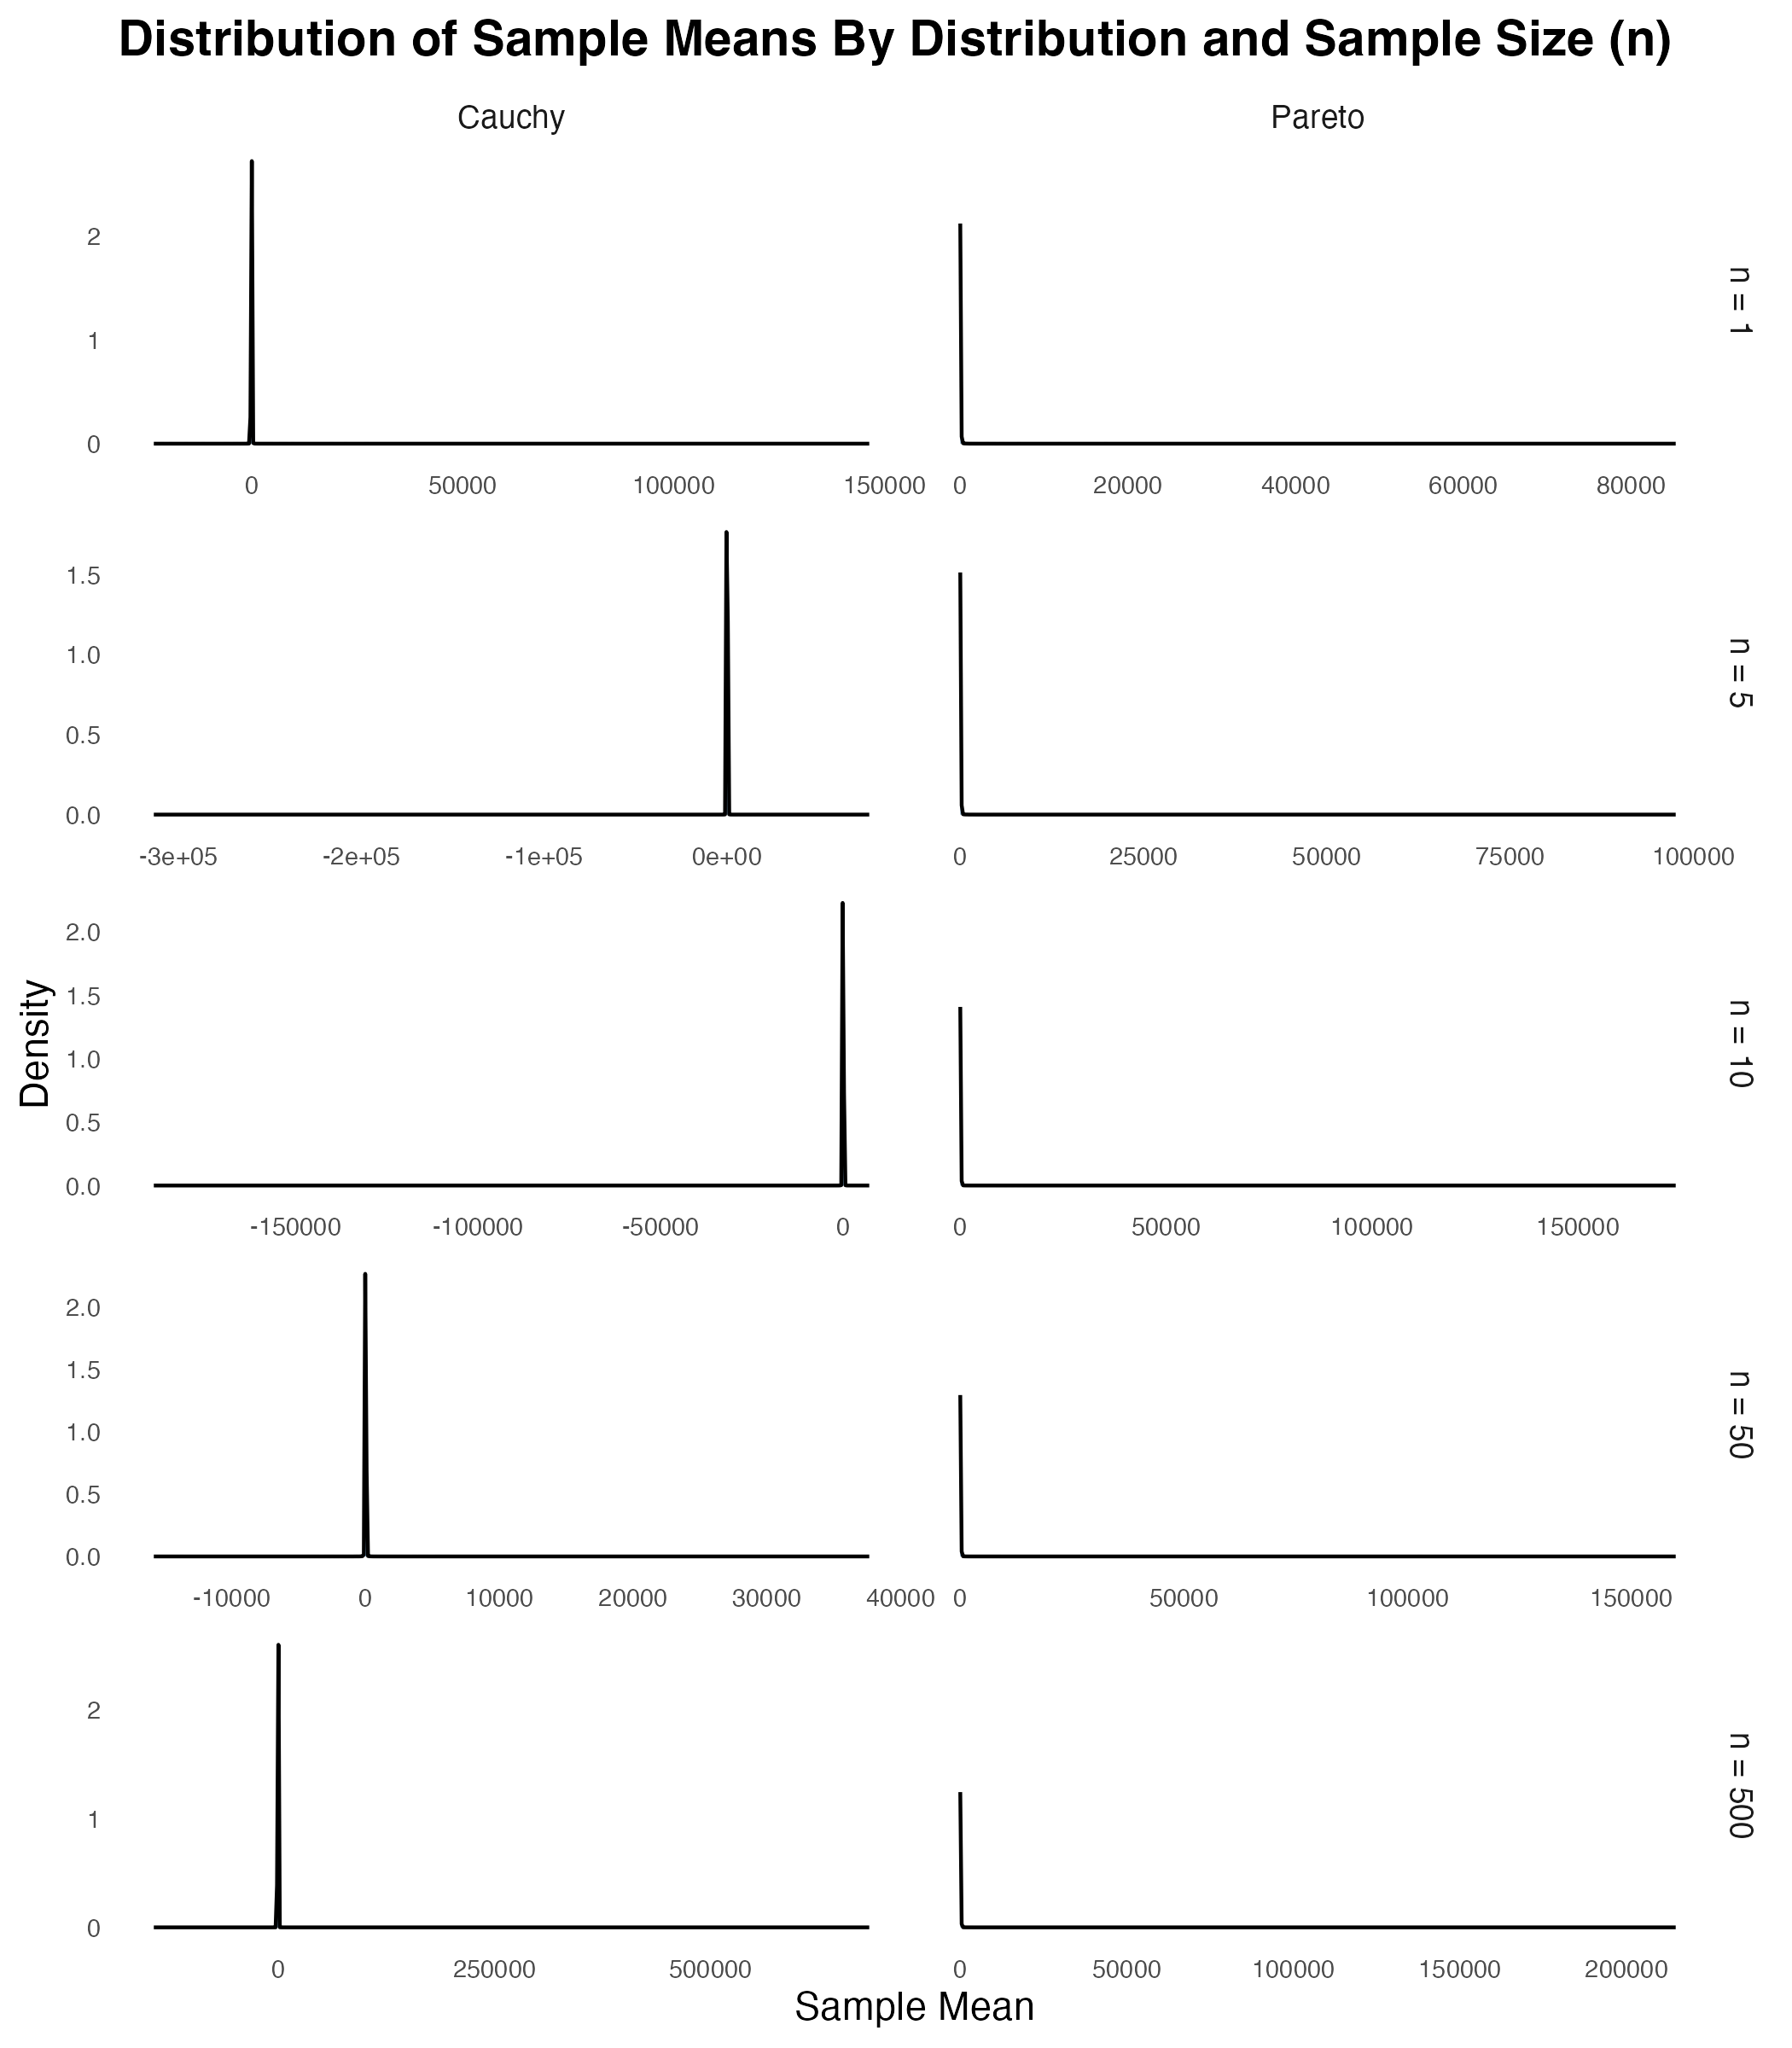 Distribution of Sample Means By Distribution and Sample Size (n)
Cauchy
Pareto
2
1
0
0 50000 100000 150000
0 20000 40000 60000 80000
n = 1
1.5
1.0
0.5
0.0
-3e+05 -2e+05 -1e+05 0e+00
0 25000 50000 75000 100000
n = 5
2.0
1.5
1.0
0.5
0.0
-150000 -100000 -50000 0
0 50000 100000 150000
n = 10
2.0
1.5
1.0
0.5
0.0
-10000 0 10000 20000 30000 40000
0 50000 100000 150000
n = 50
2
1
0
0 250000 500000
0 50000 100000 150000 200000
n = 500
Density
Sample Mean